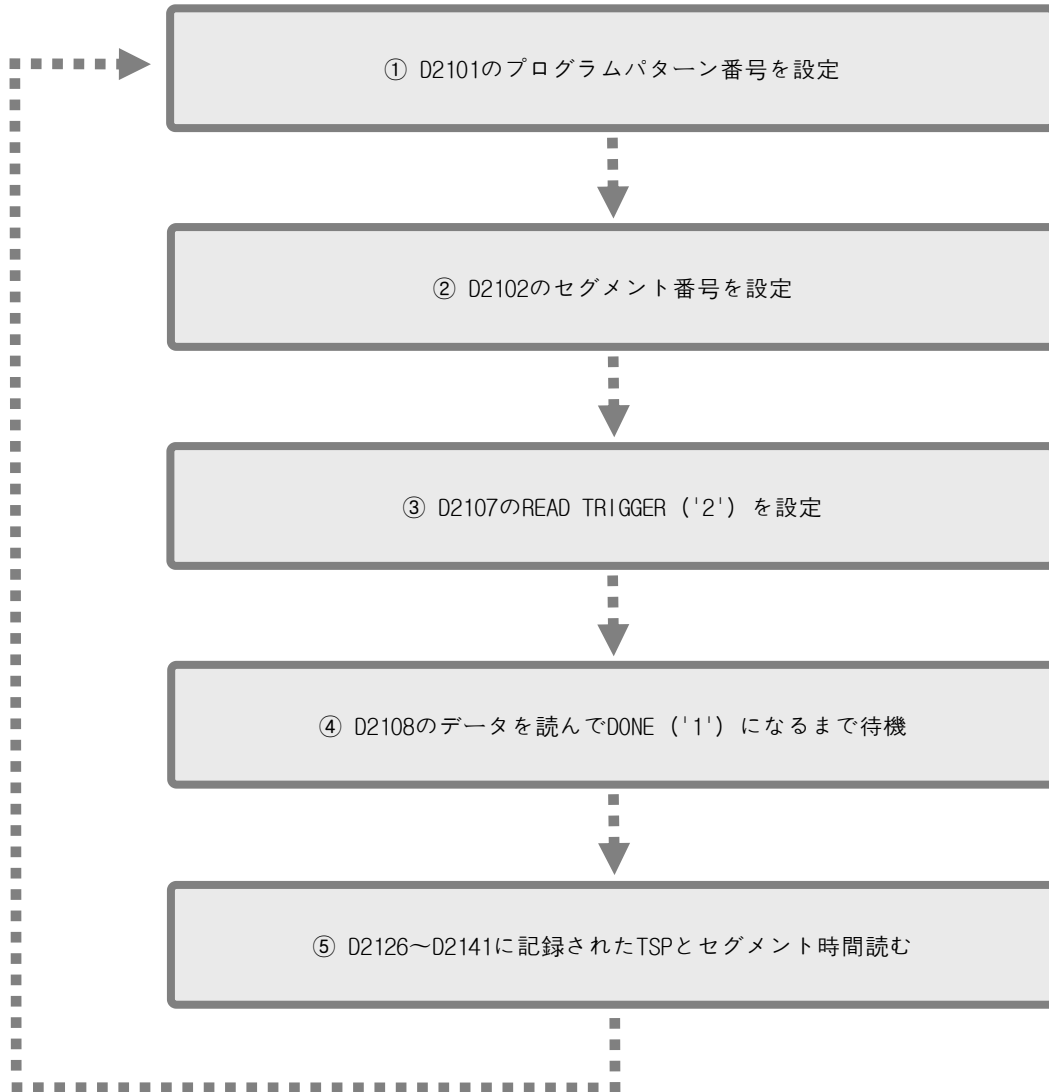 ① D2101のプログラムパターン番号を設定
② D2102のセグメント番号を設定
③ D2107のREAD TRIGGER ('2') を設定
④ D2108のデータを読んでDONE ('1') になるまで待機
⑤ D2126～D2141に記録されたTSPとセグメント時間読む